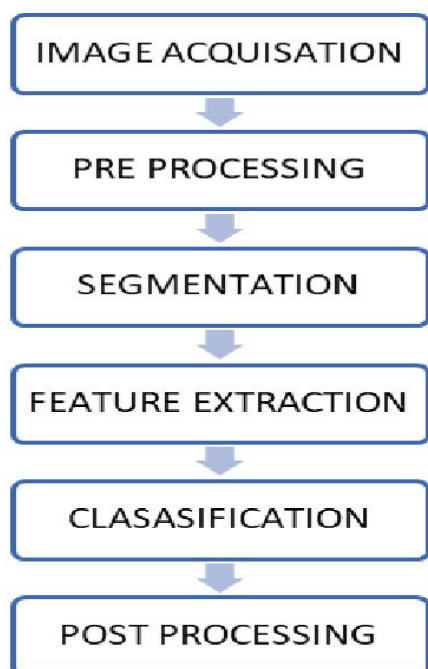 IMAGE ACQUISATION
PRE PROCESSING
SEGMENTATION
FEATURE EXTRACTION
CLASASIFICATION
POST PROCESSING